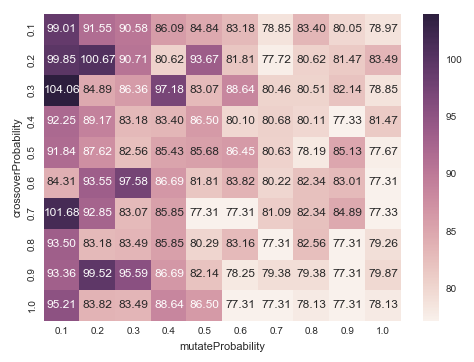 0.1 99.01 91.55 90.58 86.09 84.84 83.18 78.85 83.40 80.05 78.97
0.2 99.85 100.67 90.71 80.62 93.67 81.81 77.72 80.62 81.47 83.49 100
0.3 104.06 84.89 86.36 97.18 83.07 88.64 80.46 80.51 82.14 78.85 95
0.4 92.25 89.17 83.18 83.40 86.50 80.10 80.68 80.11 77.33 81.47
0.5 91.84 87.62 82.56 85.43 85.68 86.45 80.63 78.19 85.13 77.67 90
crossoverProbability
0.6 84.31 93.55 97.58 86.69 81.81 83.82 80.22 82.34 83.01 77.31
0.7 101.68 92.85 83.07 85.85 77.31 77.31 81.09 82.34 84.89 77.33 85
0.8 93.50 83.18 83.49 85.85 80.29 83.16 77.31 82.56 77.31 79.26
0.9 93.36 99.52 95.59 86.69 82.14 78.25 79.38 79.38 77.31 79.87 80
1.0 95.21 83.82 83.49 88.64 86.50 77.31 77.31 78.13 77.31 78.13
0.1 0.2 0.3 0.4 0.5 0.6 0.7 0.8 0.9 1.0
mutateProbability